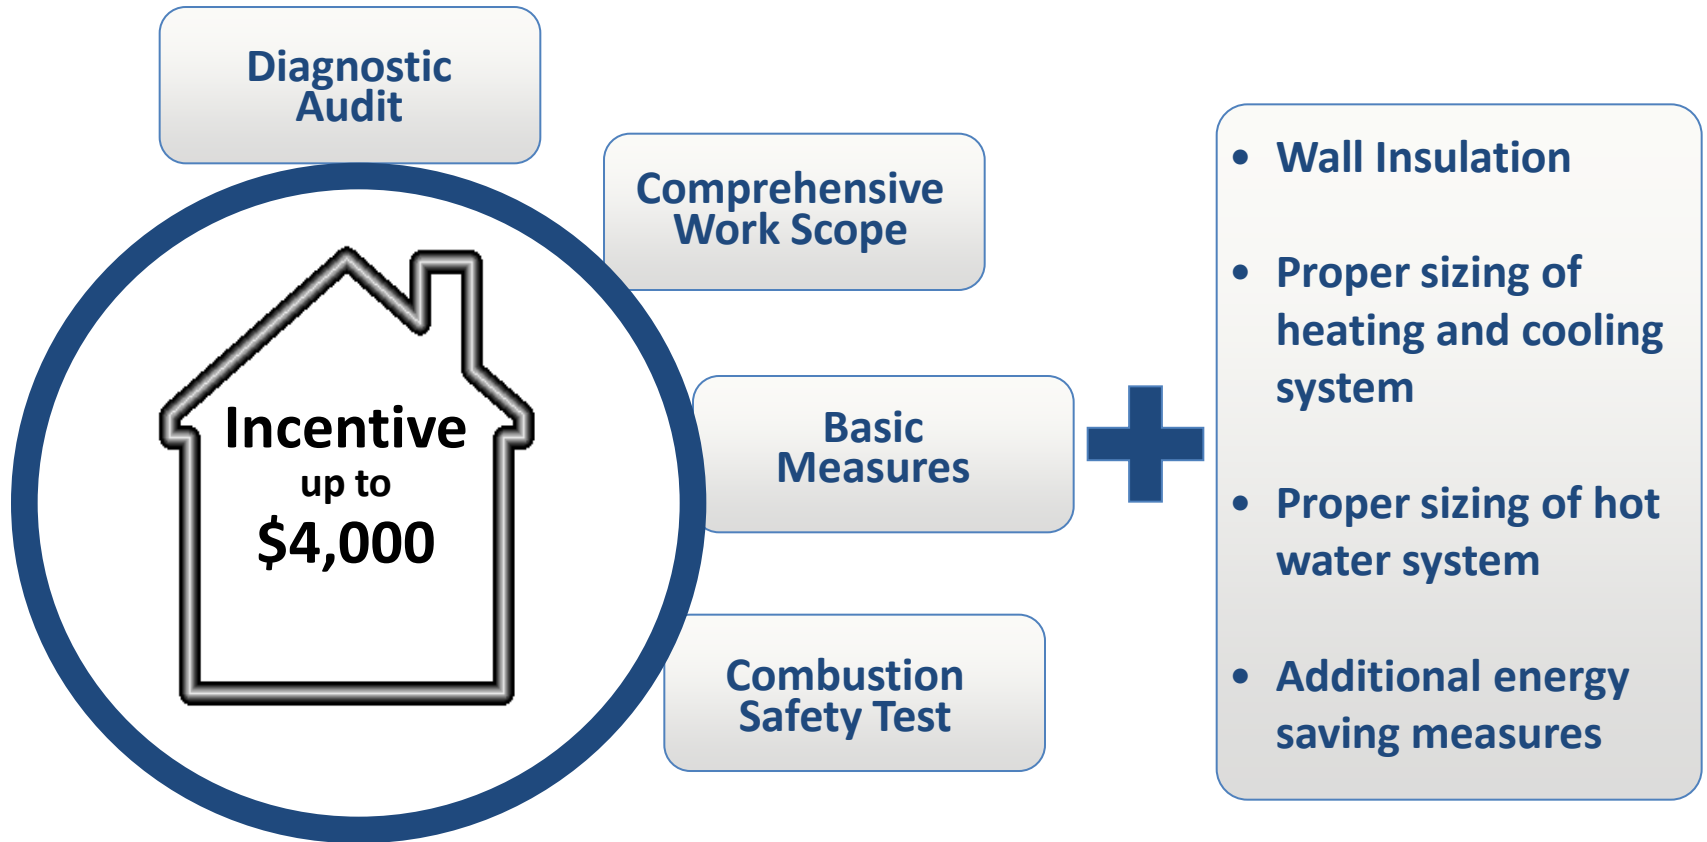 Diagnostic
Audit
Comprehensive
Work Scope
Incentive
up to
$4,000
Basic
Measures
Combustion
Safety Test
• Wall Insulation
• Proper sizing of
heating and cooling
system
• Proper sizing of hot
water system
• Additional energy
saving measures